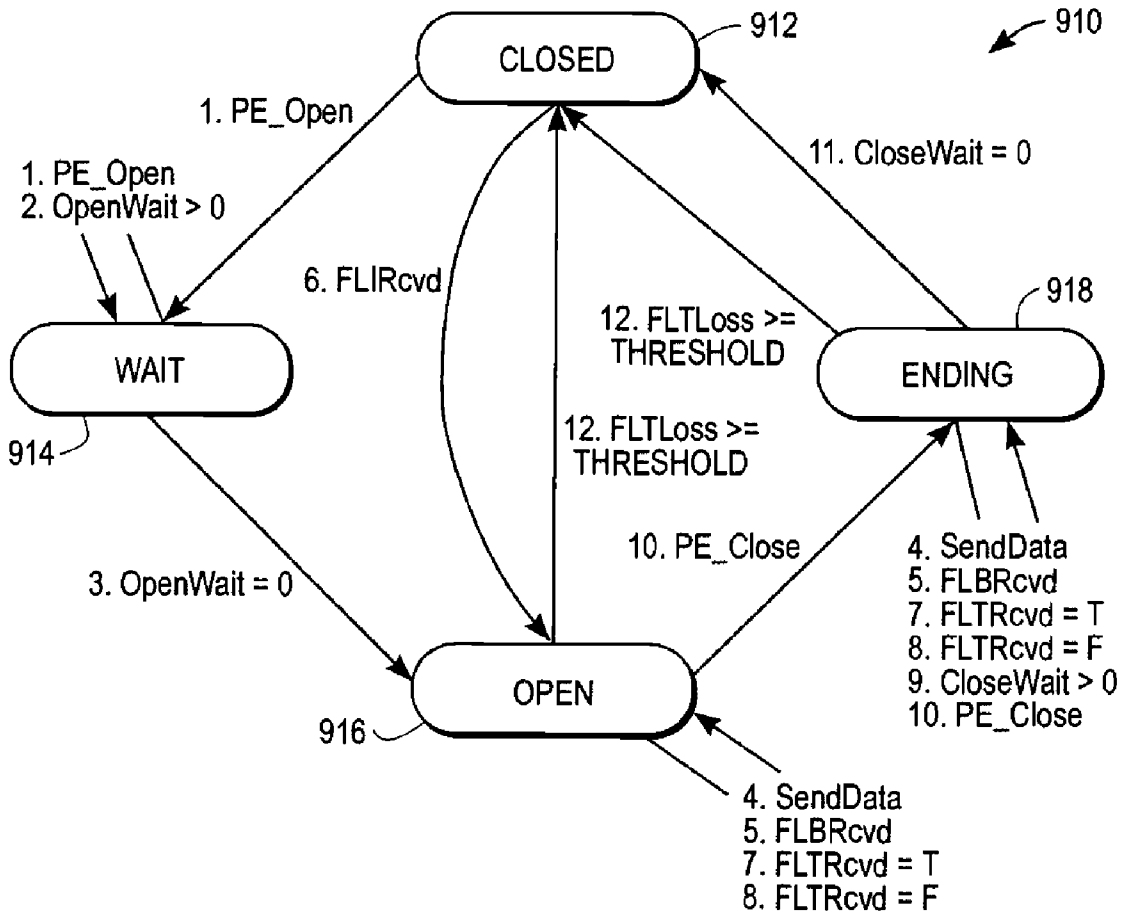 912
910
CLOSED
1. PE_Open
11. CloseWait = 0
1. PE_Open
2. OpenWait > 0
6. FLIRcvd
918
12. FLTLoss >=
THRESHOLD
WAIT
ENDING
914
12. FLTLoss >=
THRESHOLD
10. PE_Close
4. SendData
5. FLBRcvd
7. FLTRcvd = T
8. FLTRcvd = F
9. CloseWait > 0
10. PE_Close
3. OpenWait = 0
OPEN
916
4. SendData
5. FLBRcvd
7. FLTRcvd = T
8. FLTRcvd = F